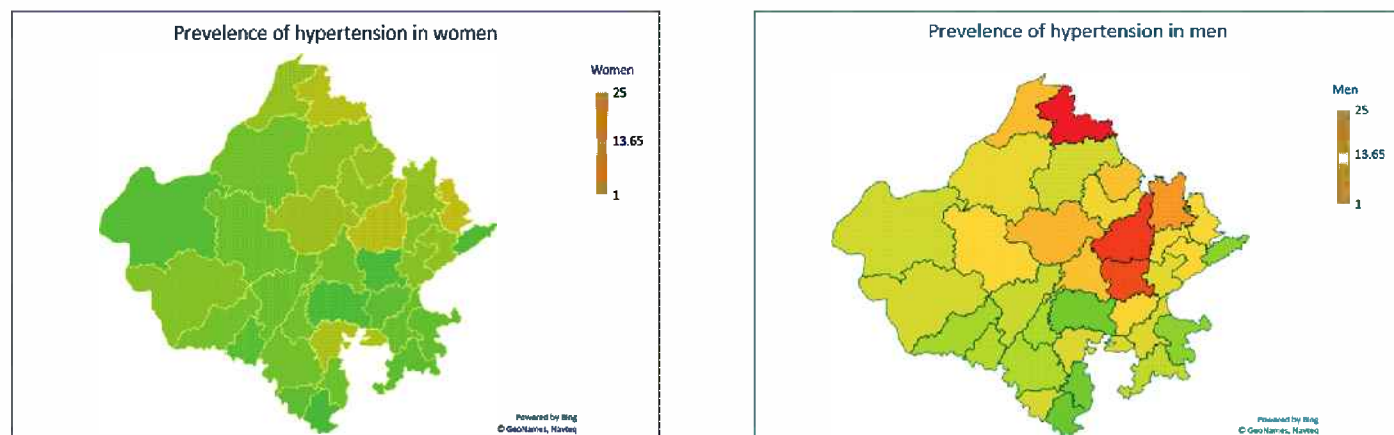 Prevelence of hypertension in women
Women
25
13.65
1
Powered by Bing
© GeoNames, Navteq
Prevelence of hypertension in men
Men
25
13.65
1
Powered by Bing
© GeoNames, Navteq